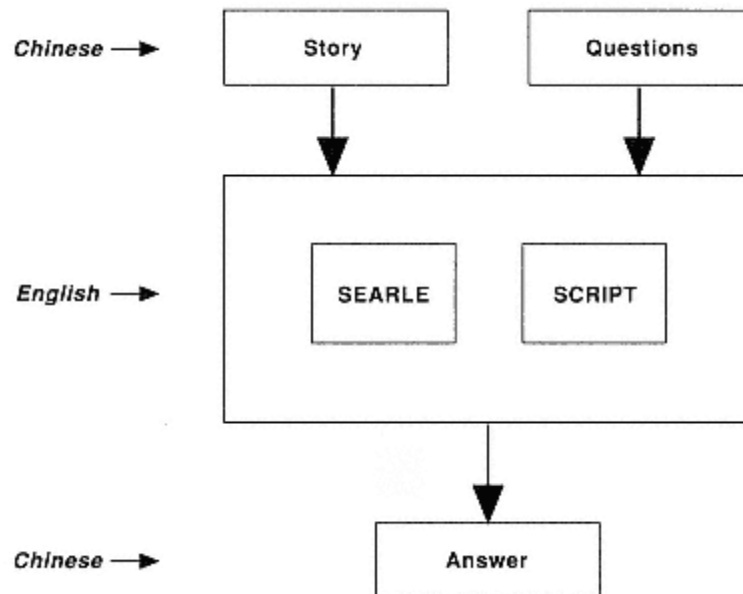 Chinese
Story
Questions
English
SEARLE
SCRIPT
Chinese
Answer